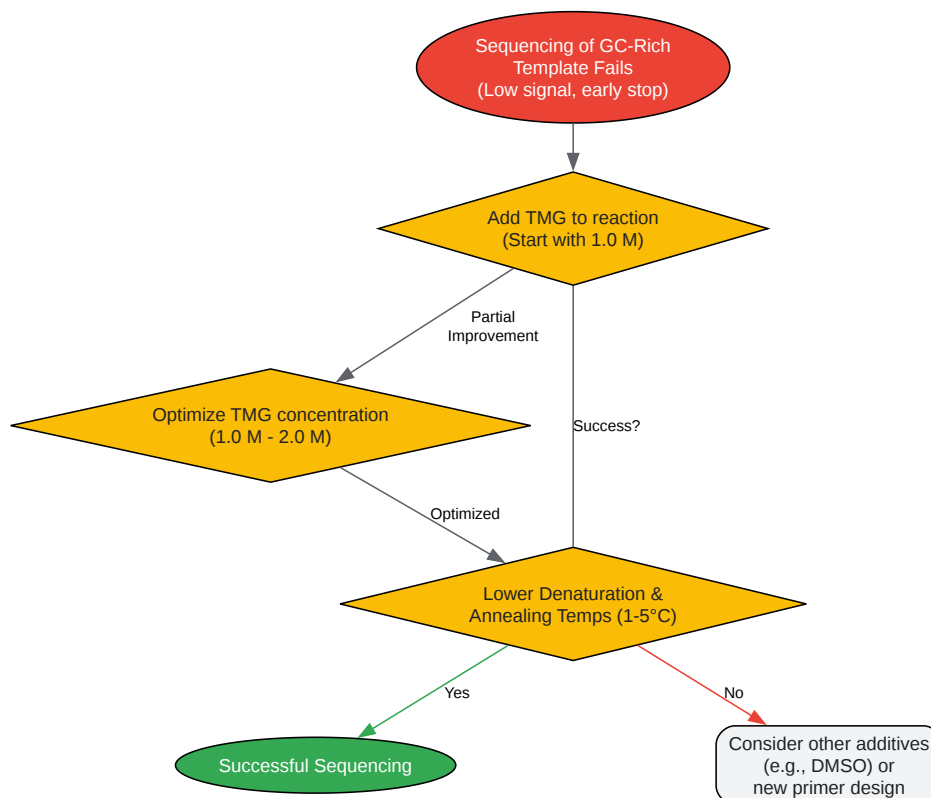 Sequencing of GC-Rich
Template Fails
(Low signal, early stop)
Add TMG to reaction
(Start with 1.0 M)
Partial
Improvement
Optimize TMG concentration
(1.0 M - 2.0 M)
Success?
Optimized
Lower Denaturation &
Annealing Temps (1-5°C)
Yes
No
Successful Sequencing
Consider other additives
(e.g., DMSO) or
new primer design